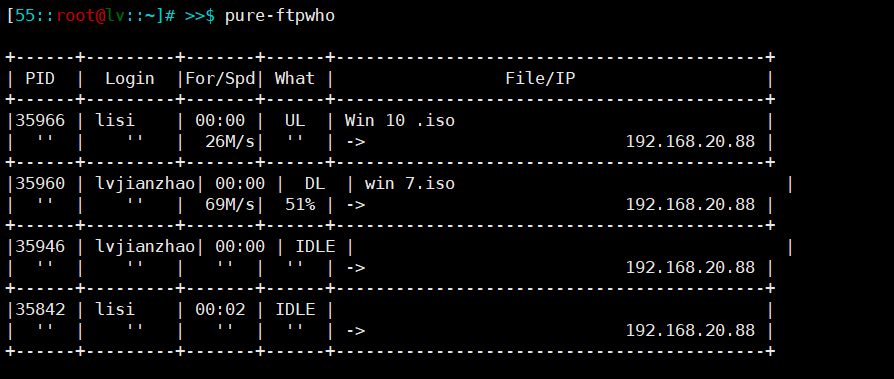 [55::root@lv::~]# >>$ pure-ftpwho
+------+---------+-------+------+-------------------------------------------+
| PID  |  Login  |For/Spd| What |                 File/IP                   |
+------+---------+-------+------+-------------------------------------------+
|35966 | lisi    | 00:00 |  UL  | Win 10 .iso                               |
|  ''  |    ''   |  26M/s|  ''  | ->                          192.168.20.88 |
+------+---------+-------+------+-------------------------------------------+
|35960 | lvjianzhao| 00:00 |  DL  | win 7.iso                                 |
|  ''  |    ''   |  69M/s|  51% | ->                          192.168.20.88 |
+------+---------+-------+------+-------------------------------------------+
|35946 | lvjianzhao| 00:00 | IDLE |                                           |
|  ''  |    ''   |   ''  |  ''  | ->                          192.168.20.88 |
+------+---------+-------+------+-------------------------------------------+
|35842 | lisi    | 00:02 | IDLE |                                           |
|  ''  |    ''   |   ''  |  ''  | ->                          192.168.20.88 |
+------+---------+-------+------+-------------------------------------------+